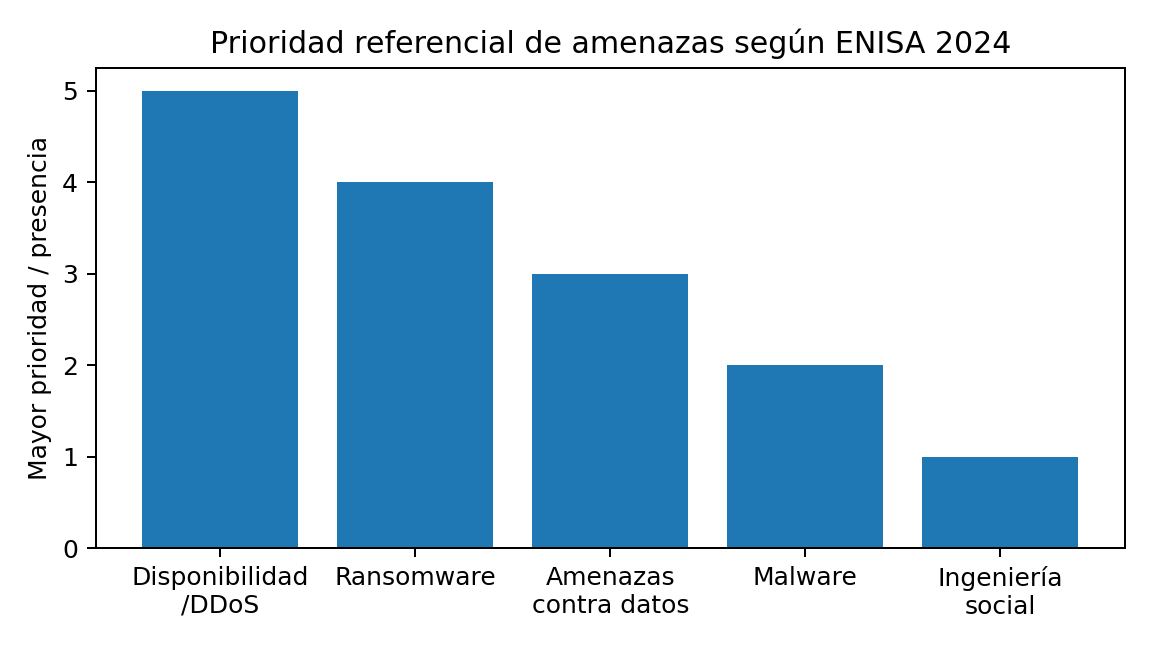 Prioridad referencial de amenazas según ENISA 2024
Mayor prioridad / presencia
5
4
3
2
1
0
Disponibilidad
/DDoS
Ransomware
Amenazas
contra datos
Malware
Ingeniería
social